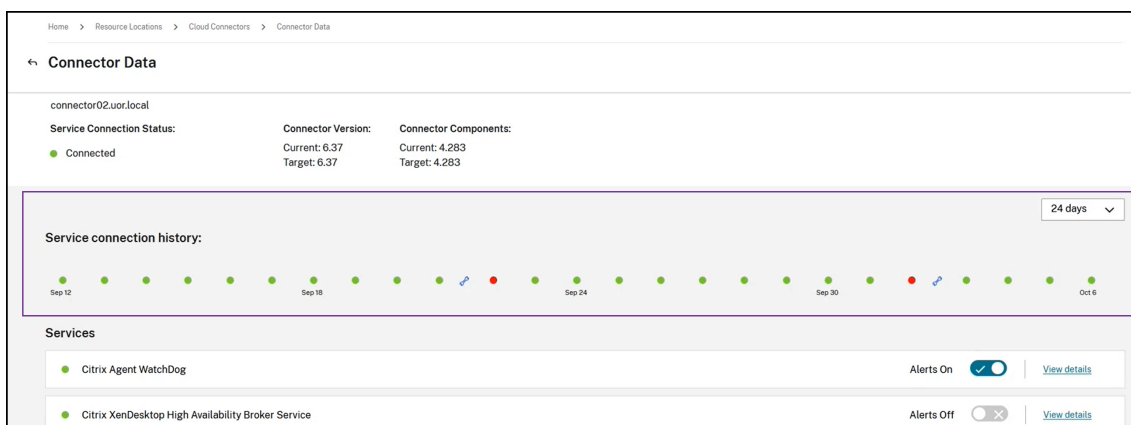 Home > Resource Locations > Cloud Connectors > Connector Data
Connector Data
connector02.uor.local
Service Connection Status: Connector Version: Connector Components:
Connected Current: 6.37 Current: 4.283
Target: 6.37 Target: 4.283
24 days
Service connection history:
Sep 12 Sep 18 Sep 24 Sep 30 Oct 6
Services
Citrix Agent WatchDog Alerts On View details
Citrix XenDesktop High Availability Broker Service Alerts Off View details